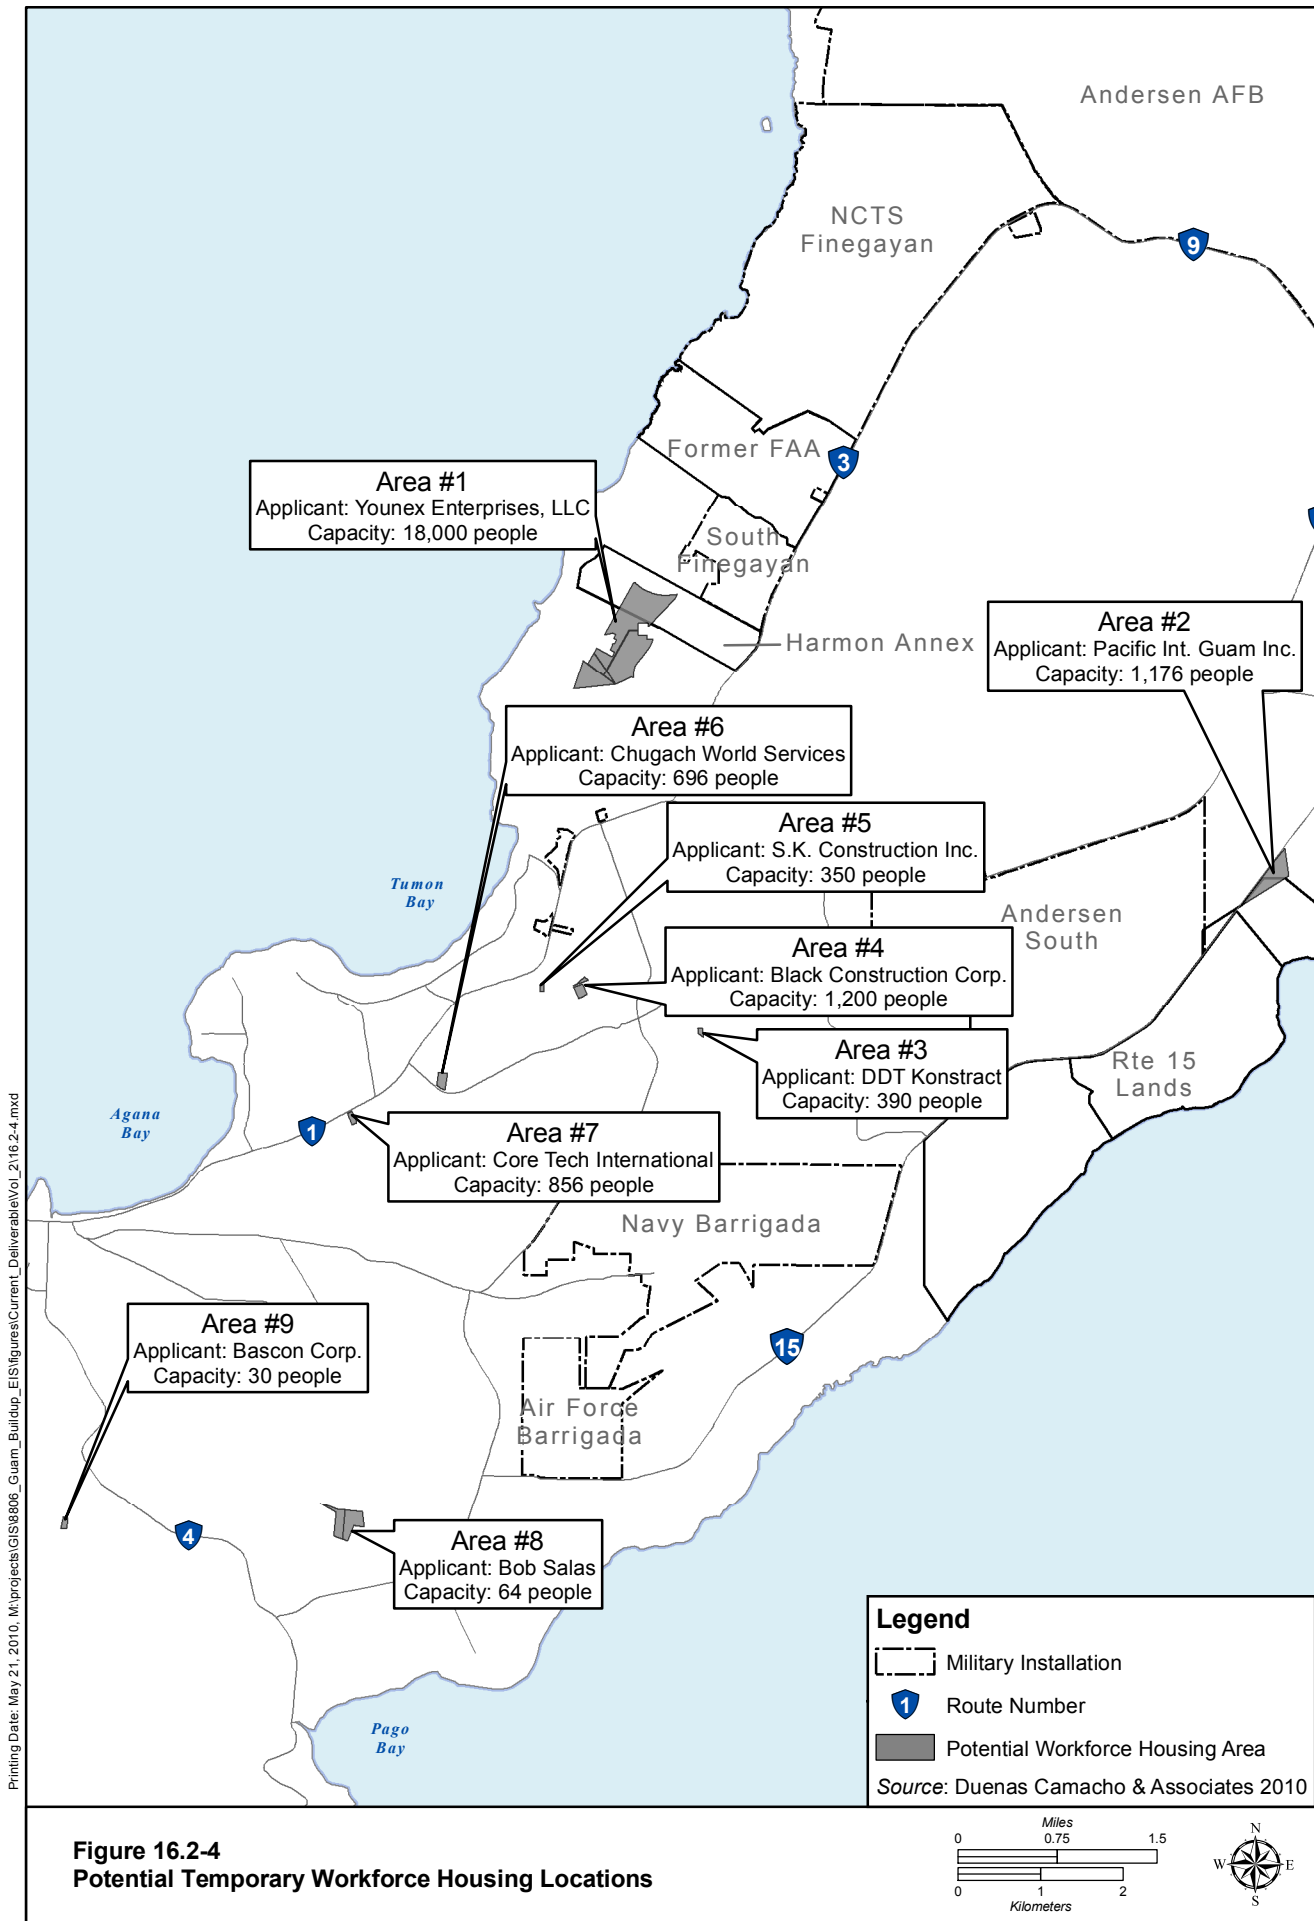 Andersen AFB
NCTS
Finegayan
9
Former FAA
3
Area #1
Applicant: Younex Enterprises, LLC
Capacity: 18,000 people
South
Finegayan
Harmon Annex
Area #2
Applicant: Pacific Int. Guam Inc.
Capacity: 1,176 people
Area #6
Applicant: Chugach World Services
Capacity: 696 people
Area #5
Applicant: S.K. Construction Inc.
Capacity: 350 people
Tumon
Bay
Andersen
South
Area #4
Applicant: Black Construction Corp.
Capacity: 1,200 people
Area #3
Applicant: DDT Konstract
Capacity: 390 people
Rte 15
Lands
Agana
Bay
1
Area #7
Applicant: Core Tech International
Capacity: 856 people
Navy Barrigada
Area #9
Applicant: Bascon Corp.
Capacity: 30 people
15
Air Force
Barrigada
4
Area #8
Applicant: Bob Salas
Capacity: 64 people
Pago
Bay
Legend
Military Installation
1 Route Number
Potential Workforce Housing Area
Source: Duenas Camacho & Associates 2010
Printing Date: May 21, 2010, M:\projects\GIS\8806_Guam_Buildup_EIS\figures\Current_Deliverable\Vol_2\16.2-4.mxd
Figure 16.2-4
Potential Temporary Workforce Housing Locations
Miles
0 0.75 1.5
0 1 2
Kilometers
N
W E
S